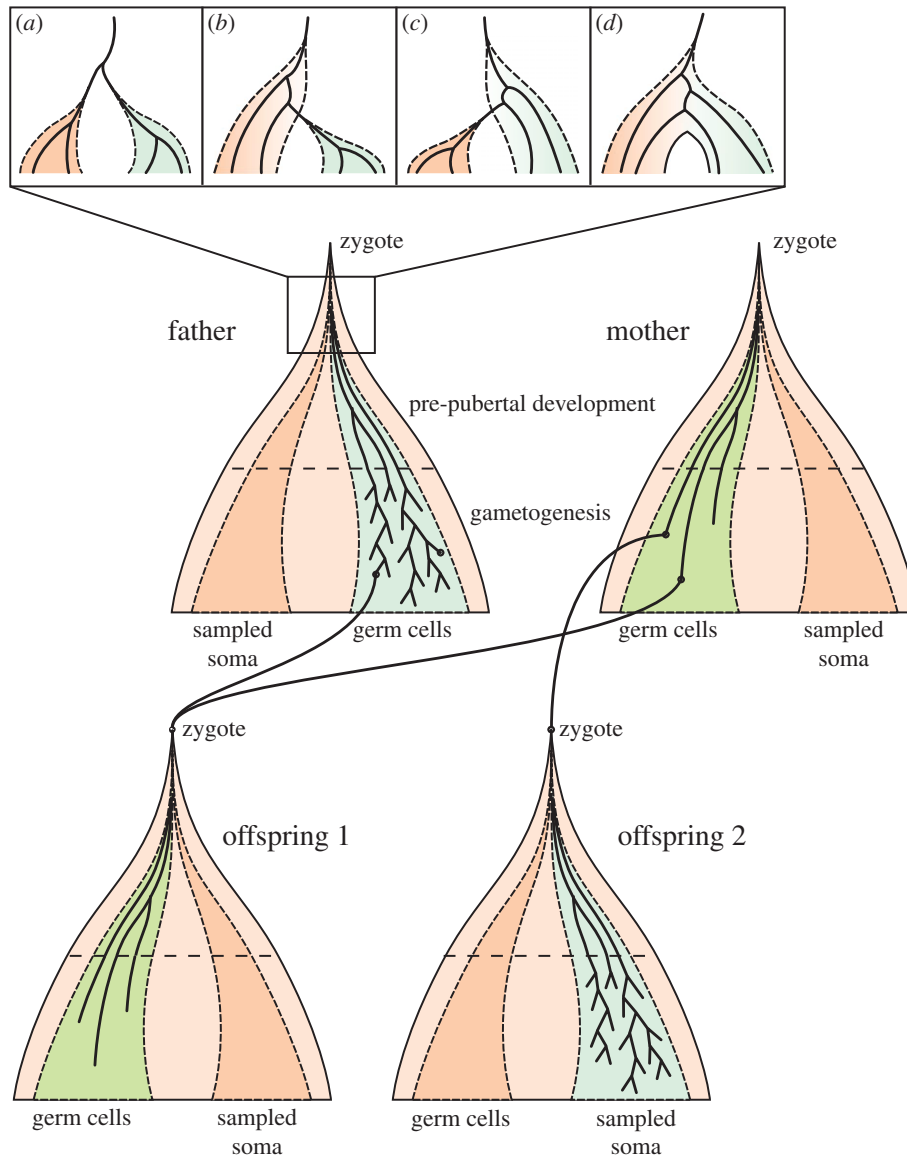 (a) (b) (c) (d)
zygote zygote
father mother
pre-pubertal development
gametogenesis
sampled germ cells germ cells sampled
soma soma
zygote zygote
offspring 1 offspring 2
germ cells sampled germ cells sampled
soma soma